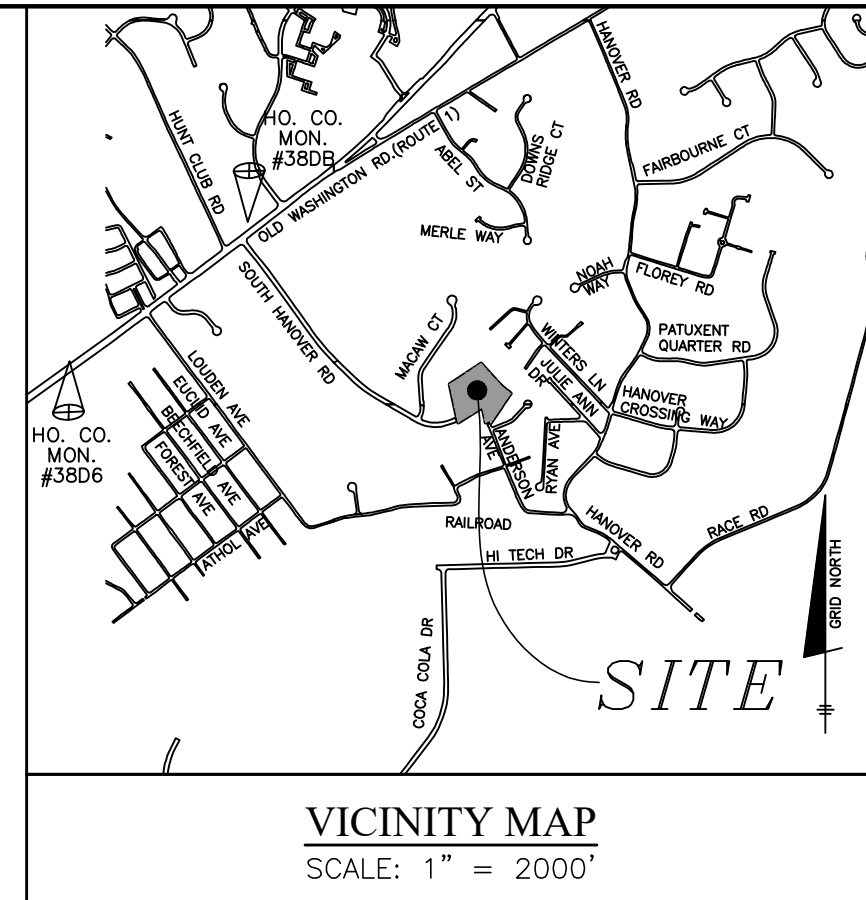 HANOVER RD
HUNT CLUB RD
HO. CO.
MON.
#38DB
OLD WASHINGTON RD.(ROUTE 1)
ABEL ST
DOWNS
RIDGE CT
FAIRBOURNE CT
MERLE WAY
SOUTH HANOVER RD
NOAH
WAY
FLOREY RD
MACAW CT
WINTERS LN
JULIE ANN
DR
PATUXENT
QUARTER RD
HANOVER
CROSSING WAY
LOUDEN AVE
EUCLID AVE
BEECHFIELD AVE
FOREST AVE
ATHOL AVE
HO. CO.
MON.
#38D6
ANDERSON
AVE
RYAN AVE
RAILROAD
HANOVER RD
RACE RD
HI TECH DR
COCA COLA DR
GRID NORTH
SITE
VICINITY MAP
SCALE: 1" = 2000'